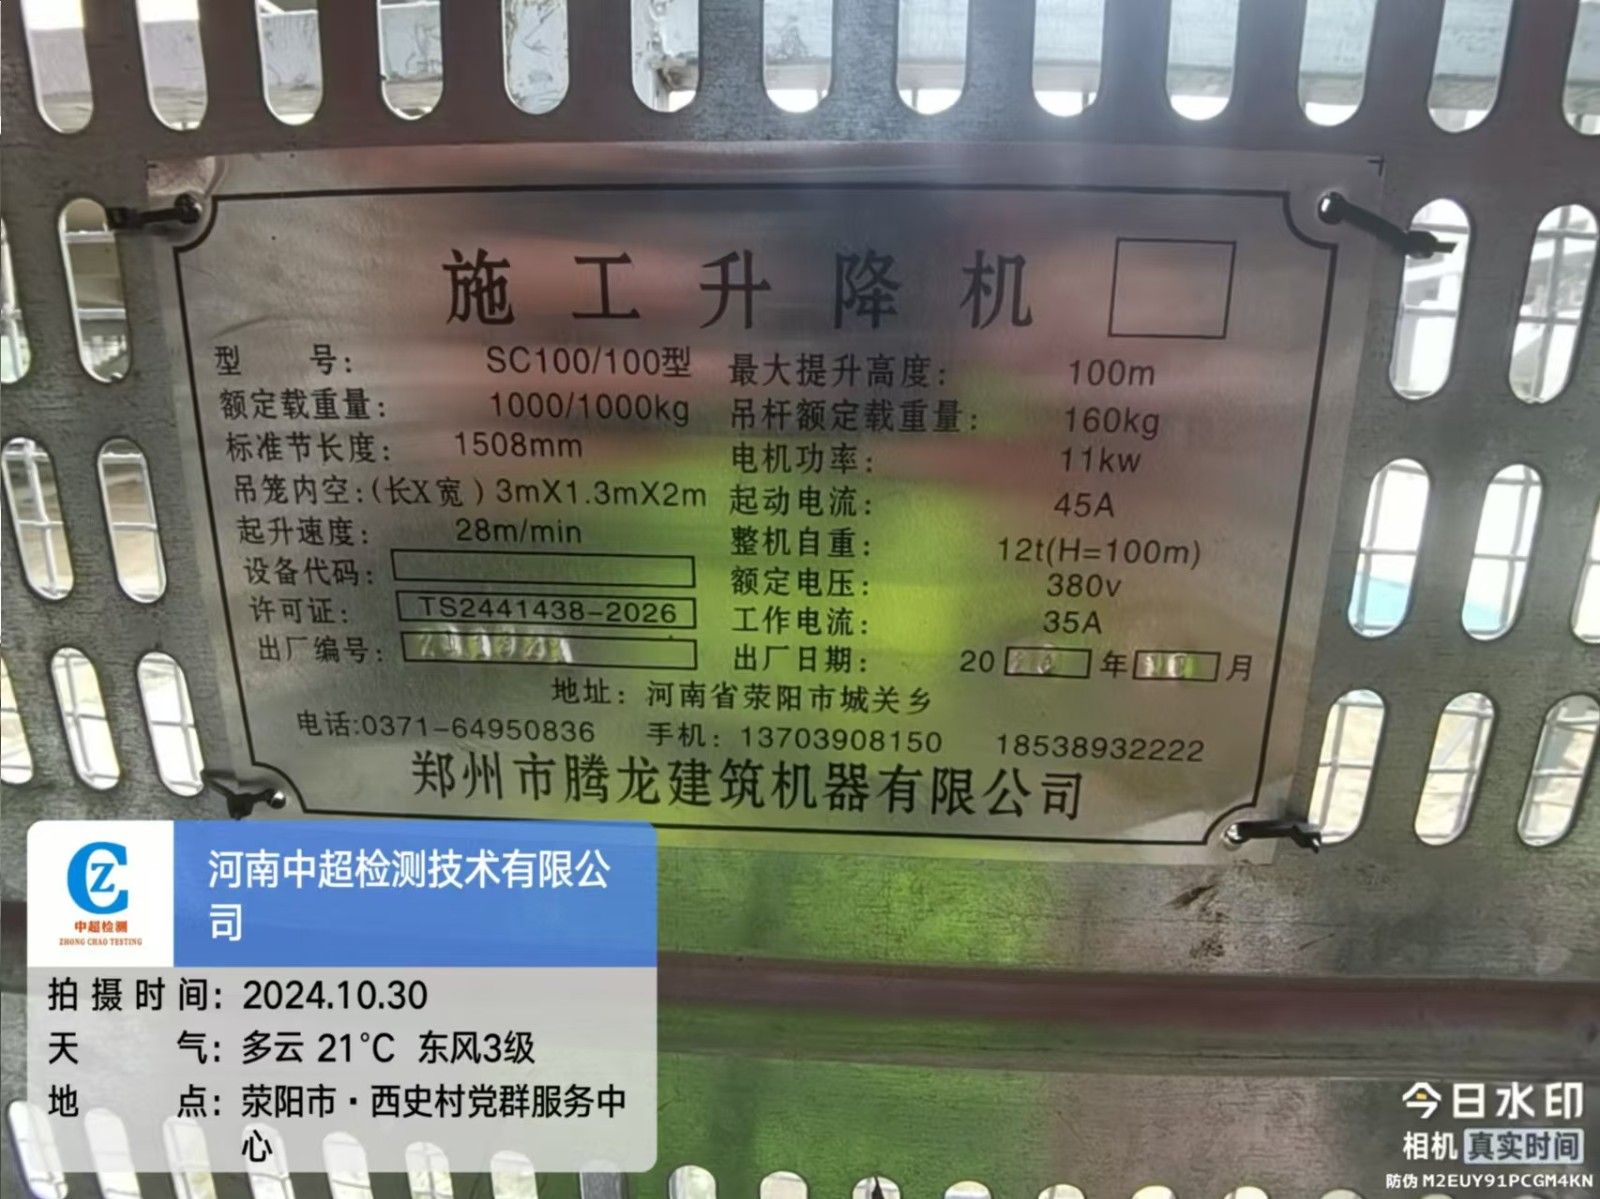 施工升降机
型号： SC100/100型 最大提升高度： 100m
额定载重量： 1000/1000kg 吊杆额定载重量： 160kg
标准节长度： 1508mm 电机功率： 11kw
吊笼内空:(长X宽)3mX1.3mX2m 起动电流： 45A
起升速度： 28m/min 整机自重： 12t(H=100m)
设备代码： 额定电压： 380v
许可证： TS2441438-2026 工作电流： 35A
出厂编号： 出厂日期： 20 年 月
地址：河南省荥阳市城关乡
电话:0371-64950836 手机：13703908150 18538932222
郑州市腾龙建筑机器有限公司
CZ
中超检测
ZHONG CHAO TESTING
河南中超检测技术有限公
司
拍摄时间：2024.10.30
天气：多云 21℃ 东风3级
地点：荥阳市·西史村党群服务中
心
今日水印
相机 真实时间
防伪 M2EUY91PCGM4KN